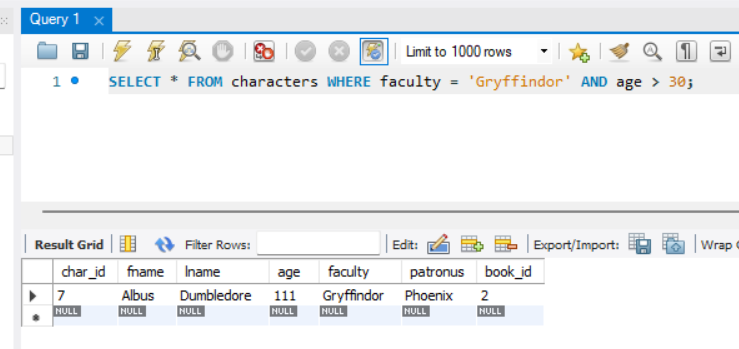 Query 1
Limit to 1000 rows
1 SELECT * FROM characters WHERE faculty = 'Gryffindor' AND age > 30;
Result Grid Filter Rows: Edit: Export/Import: Wrap
char_id fname lname age faculty patronus book_id
7 Albus Dumbledore 111 Gryffindor Phoenix 2
NULL NULL NULL NULL NULL NULL NULL